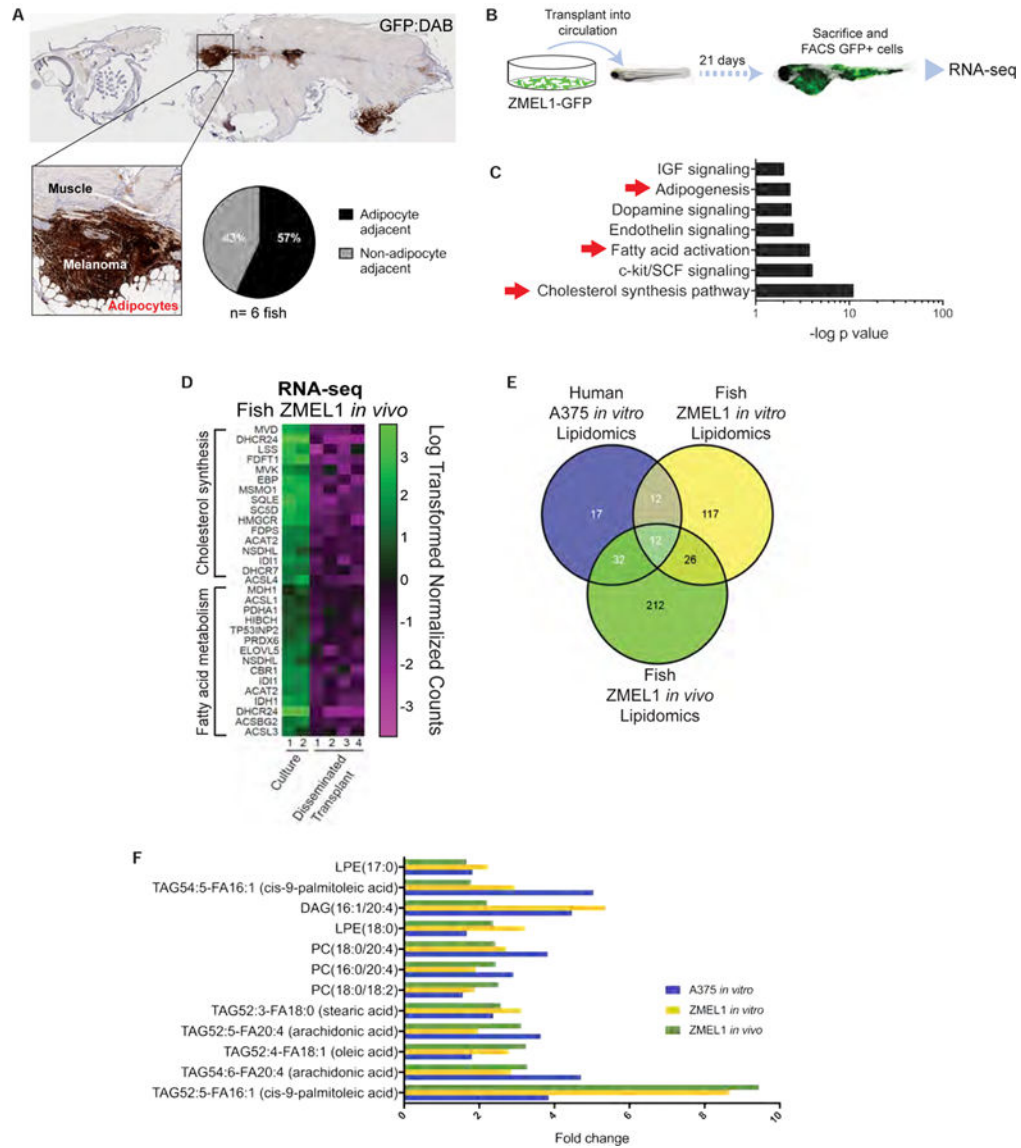 A
GFP:DAB
Muscle
Melanoma
Adipocytes
43%
57%
Adipocyte
adjacent
Non-adipocyte
adjacent
n= 6 fish
B
Transplant into
circulation
ZMEL1-GFP
21 days
Sacrifice and
FACS GFP+ cells
RNA-seq
C
IGF signaling
Adipogenesis
Dopamine signaling
Endothelin signaling
Fatty acid activation
c-kit/SCF signaling
Cholesterol synthesis pathway
1 10 100
-log p value
D
RNA-seq
Fish ZMEL1 in vivo
Cholesterol synthesis
MVD
DHCR24
LSS
FDFT1
MVK
EBP
MSMO1
SQLE
SC5D
HMGCR
FDPS
ACAT2
NSDHL
IDI1
DHCR7
ACSL4
Fatty acid metabolism
MDH1
ACSL1
PDHA1
HIBCH
TP53INP2
PRDX6
ELOVL5
NSDHL
CBR1
IDI1
ACAT2
IDH1
DHCR24
ACSBG2
ACSL3
1 2 1 2 3 4
Culture
Disseminated
Transplant
3
2
1
0
-1
-2
-3
Log Transformed Normalized Counts
E
Human
A375 in vitro
Lipidomics
Fish
ZMEL1 in vitro
Lipidomics
17
12
117
12
32
26
212
Fish
ZMEL1 in vivo
Lipidomics
F
LPE(17:0)
TAG54:5-FA16:1 (cis-9-palmitoleic acid)
DAG(16:1/20:4)
LPE(18:0)
PC(18:0/20:4)
PC(16:0/20:4)
PC(18:0/18:2)
TAG52:3-FA18:0 (stearic acid)
TAG52:5-FA20:4 (arachidonic acid)
TAG52:4-FA18:1 (oleic acid)
TAG54:6-FA20:4 (arachidonic acid)
TAG52:5-FA16:1 (cis-9-palmitoleic acid)
A375 in vitro
ZMEL1 in vitro
ZMEL1 in vivo
0 2 4 6 8 10
Fold change